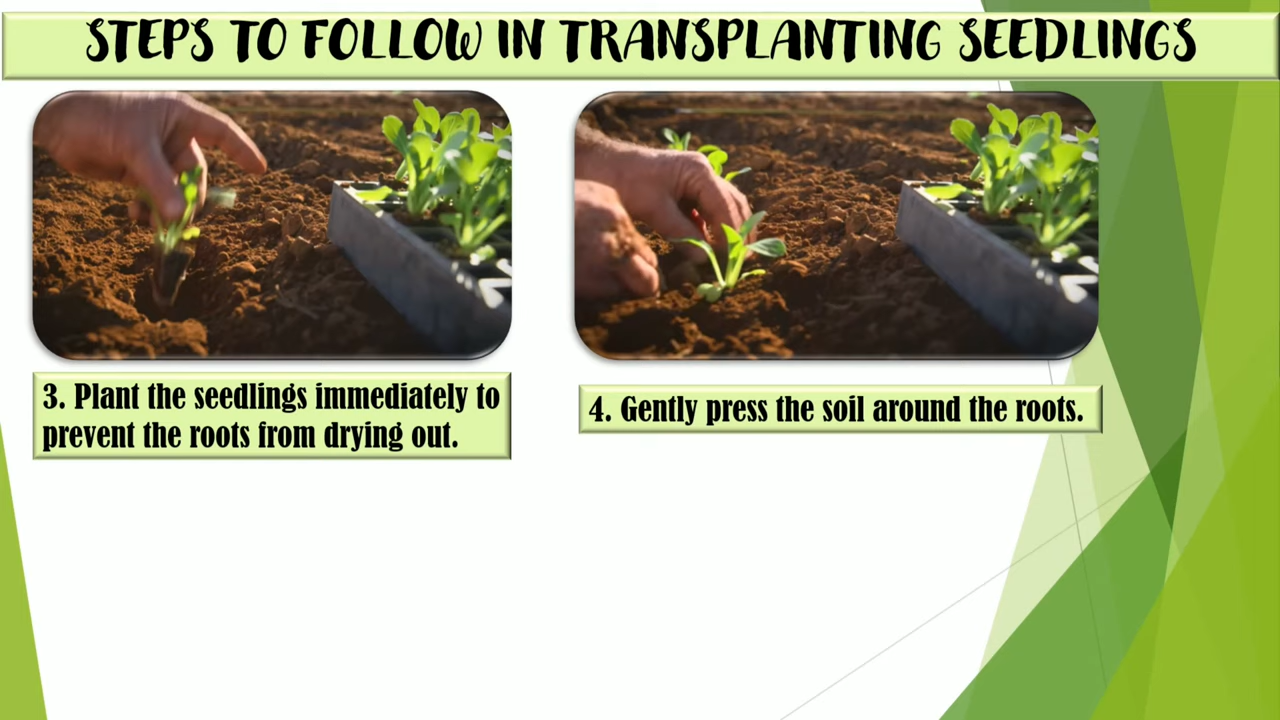 STEPS TO FOLLOW IN TRANSPLANTING SEEDLINGS
3. Plant the seedlings immediately to
prevent the roots from drying out.
4. Gently press the soil around the roots.